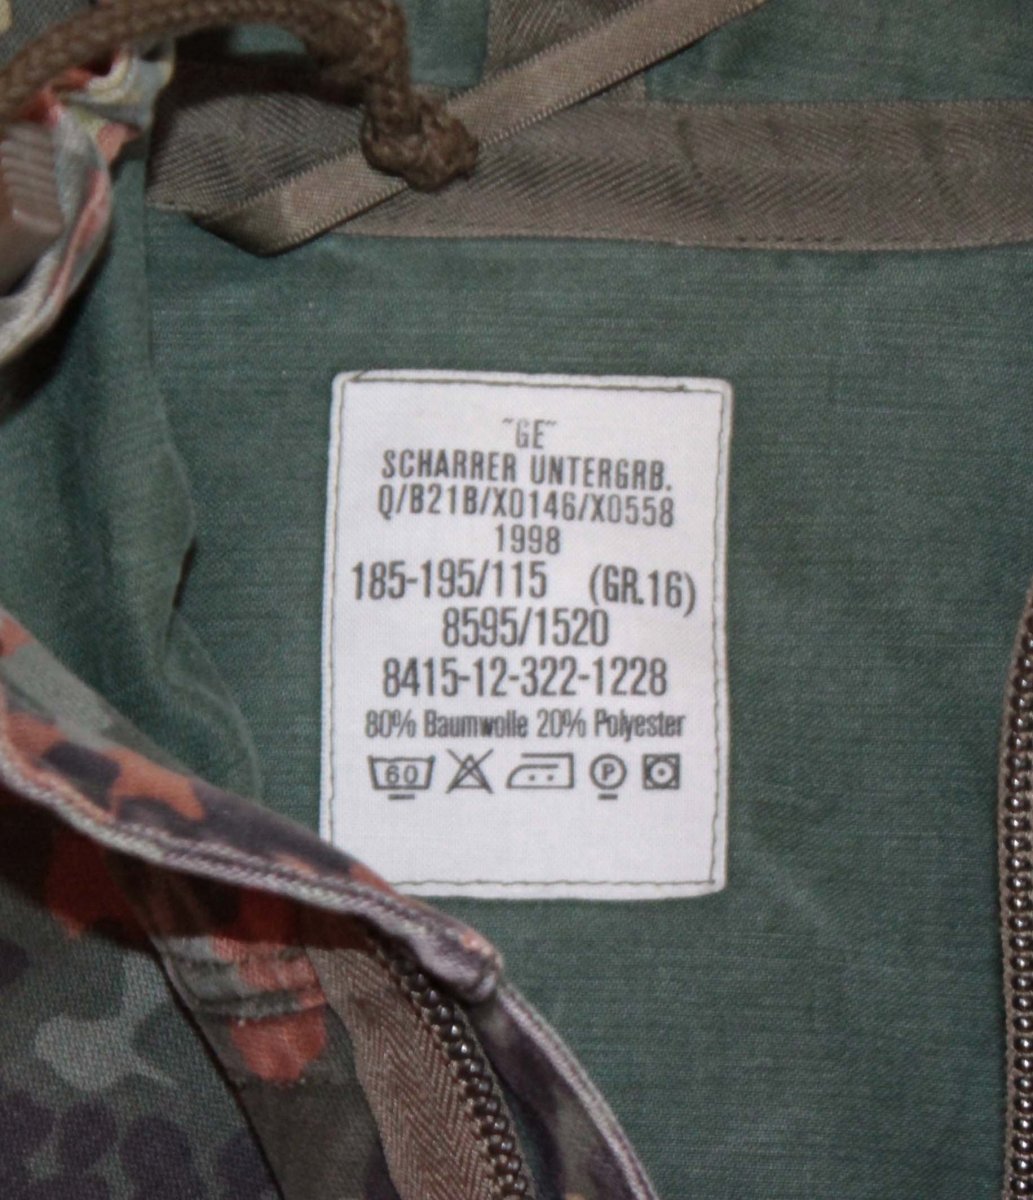 "GE"
SCHARRER UNTERGRB.
Q/B21B/X0146/X0558
1998
185-195/115 (GR.16)
8595/1520
8415-12-322-1228
80% Baumwolle 20% Polyester
60 P